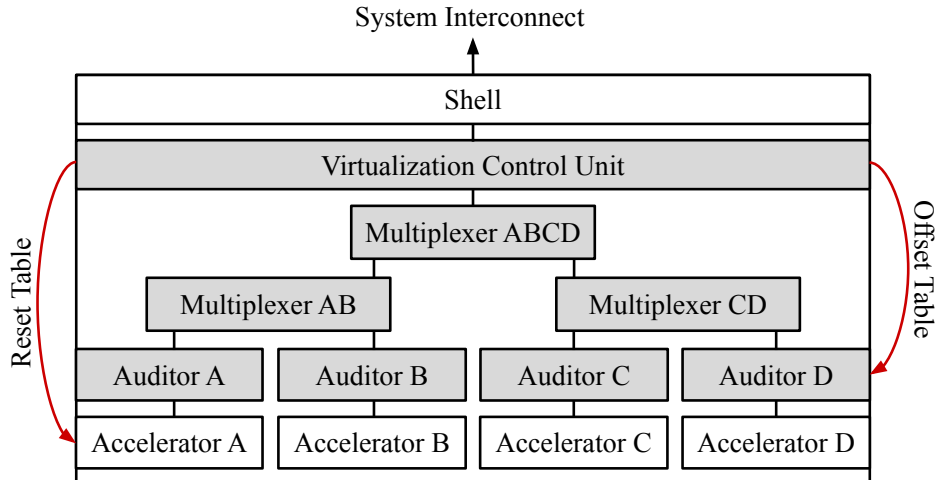 System Interconnect
Shell
Virtualization Control Unit
Multiplexer ABCD
Multiplexer AB
Multiplexer CD
Reset Table
Offset Table
Auditor A
Auditor B
Auditor C
Auditor D
Accelerator A
Accelerator B
Accelerator C
Accelerator D